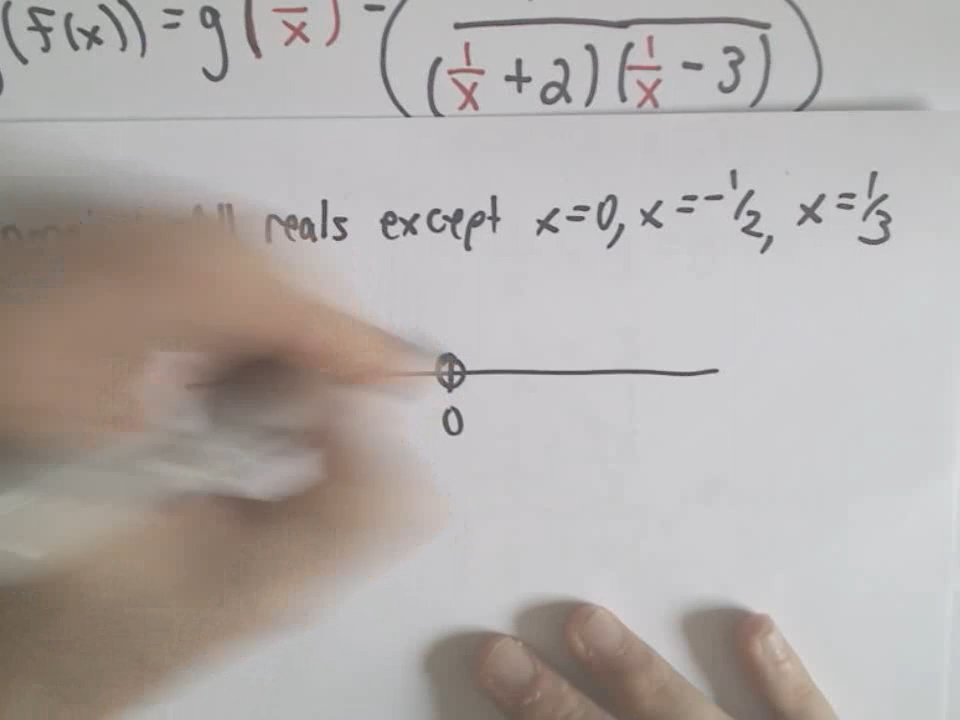 (f(x)) = g(1/x) = ( / (1/x + 2)(1/x - 3) )
reals except x=0, x=-1/2, x=1/3
0